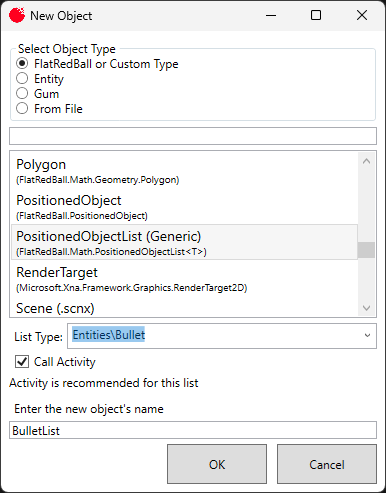 New Object
Select Object Type
FlatRedBall or Custom Type
Entity
Gum
From File
Polygon
(FlatRedBall.Math.Geometry.Polygon)
PositionedObject
(FlatRedBall.PositionedObject)
PositionedObjectList (Generic)
(FlatRedBall.Math.PositionedObjectList<T>)
RenderTarget
(Microsoft.Xna.Framework.Graphics.RenderTarget2D)
Scene (.scnx)
List Type: Entities\Bullet
Call Activity
Activity is recommended for this list
Enter the new object's name
BulletList
OK Cancel